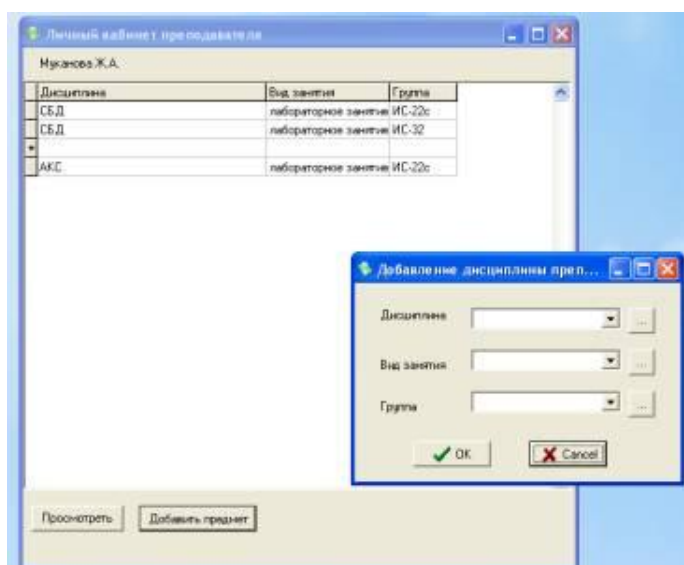 Личный кабинет преподавателя
Муканова Ж.А.
Дисциплина Вид занятия Группа
СБД лабораторное занятие ИС-22с
СБД лабораторное занятие ИС-32
*
АКС лабораторное занятие ИС-22с
Добавление дисциплины преп...
Дисциплина ...
Вид занятия ...
Группа ...
OK Cancel
Просмотреть Добавить предмет